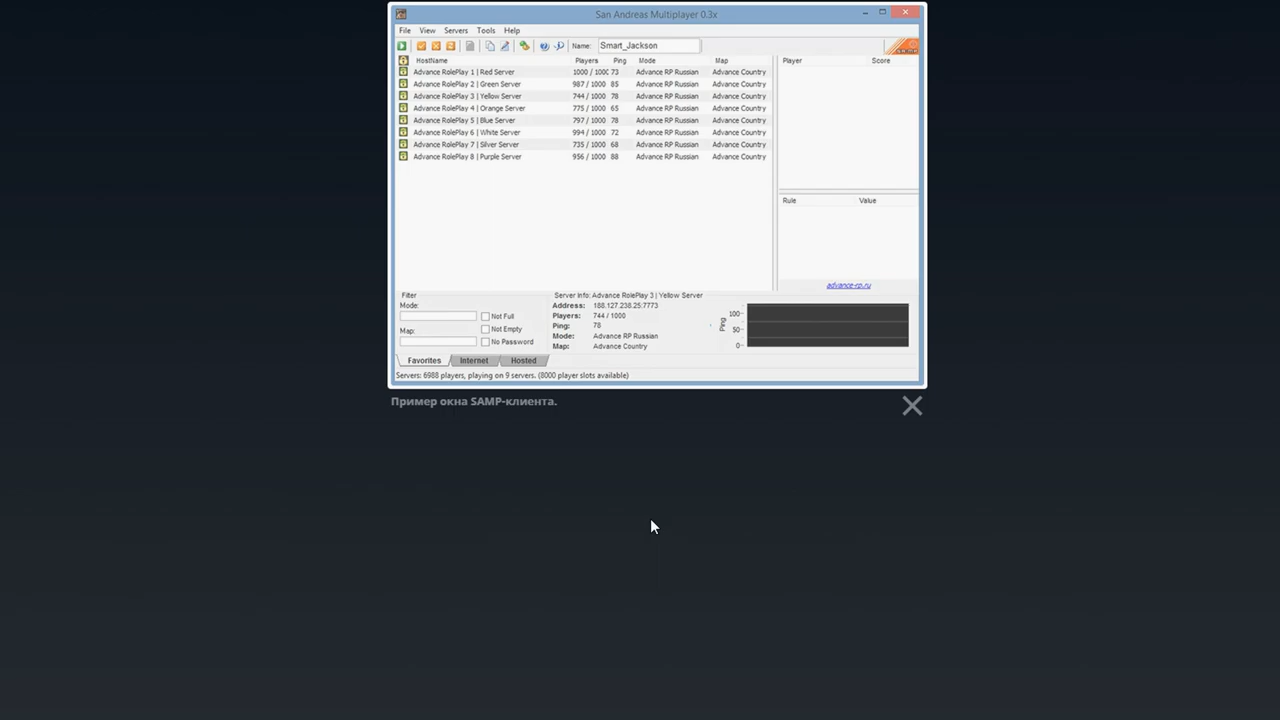 San Andreas Multiplayer 0.3x
File View Servers Tools Help
Name: Smart_Jackson
HostName Players Ping Mode Map Player Score
Advance RolePlay 1 | Red Server 1000 / 100 73 Advance RP Russian Advance Country
Advance RolePlay 2 | Green Server 987 / 1000 85 Advance RP Russian Advance Country
Advance RolePlay 3 | Yellow Server 744 / 1000 78 Advance RP Russian Advance Country
Advance RolePlay 4 | Orange Server 775 / 1000 65 Advance RP Russian Advance Country
Advance RolePlay 5 | Blue Server 797 / 1000 78 Advance RP Russian Advance Country
Advance RolePlay 6 | White Server 994 / 1000 72 Advance RP Russian Advance Country
Advance RolePlay 7 | Silver Server 735 / 1000 68 Advance RP Russian Advance Country
Advance RolePlay 8 | Purple Server 956 / 1000 88 Advance RP Russian Advance Country
Rule Value
advance-rp.ru
Filter
Mode:
Map:
Not Full
Not Empty
No Password
Server Info: Advance RolePlay 3 | Yellow Server
Address: 188.127.238.25:7773
Players: 744 / 1000
Ping: 78
Mode: Advance RP Russian
Map: Advance Country
Ping
100
50
0
Favorites Internet Hosted
Servers: 6988 players, playing on 9 servers. (8000 player slots available)
Пример окна SAMP-клиента.